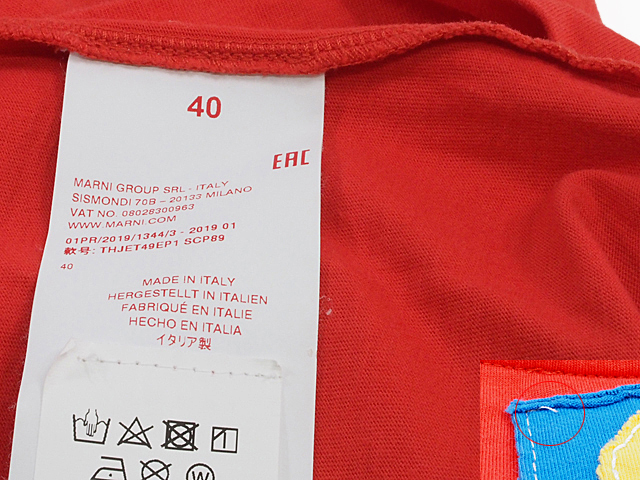 40
EAC
MARNI GROUP SRL - ITALY
SISMONDI 70B - 20133 MILANO
VAT NO. 08028300963
WWW.MARNI.COM
01PR/2019/1344/3 - 2019 01
款号: THJET49EP1 SCP89
40
MADE IN ITALY
HERGESTELLT IN ITALIEN
FABRIQUÉ EN ITALIE
HECHO EN ITALIA
イタリア製
W